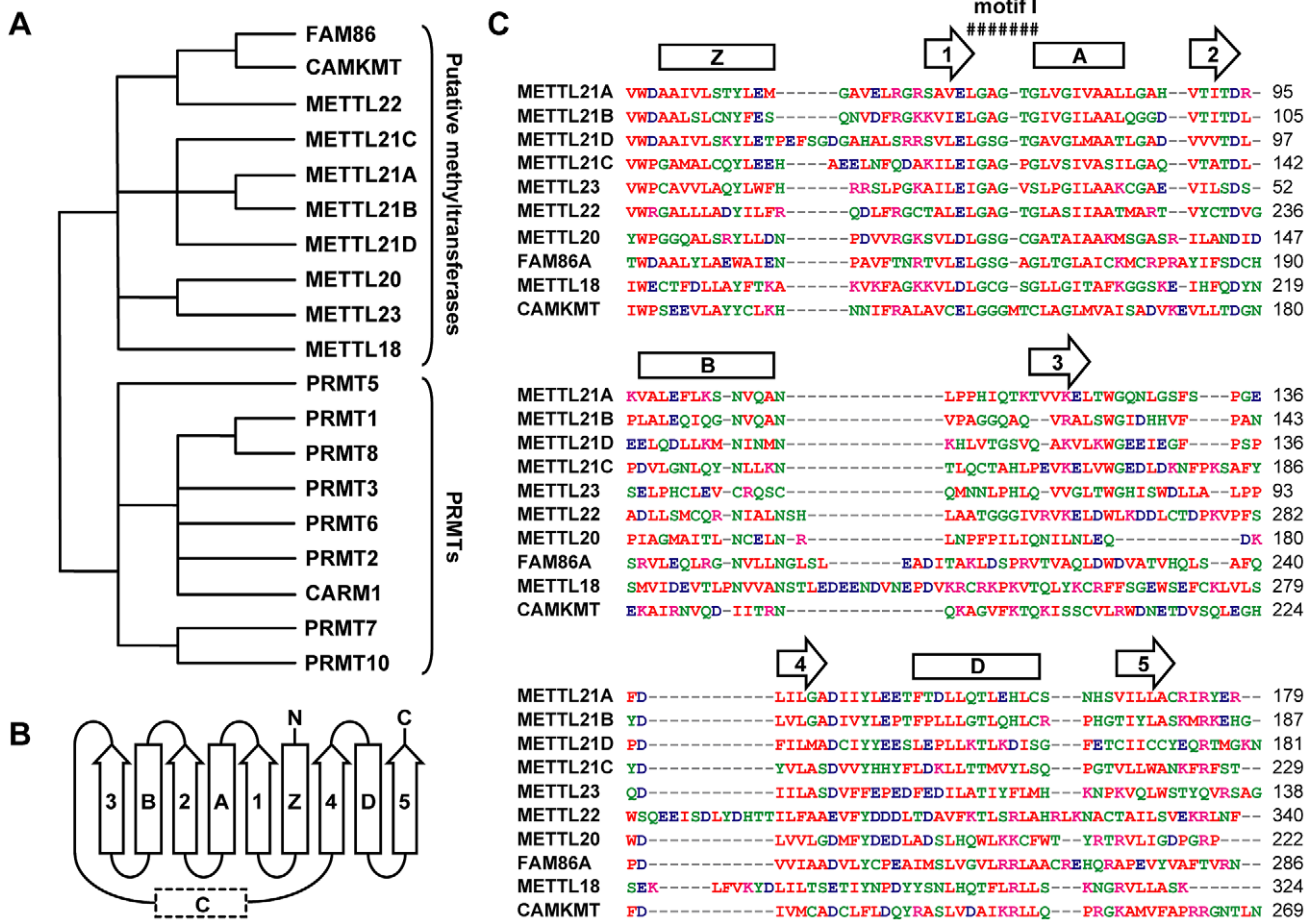 A
FAM86
CAMKMT
METTL22
METTL21C
METTL21A
METTL21B
METTL21D
METTL20
METTL23
METTL18
Putative methyltransferases
PRMT5
PRMT1
PRMT8
PRMT3
PRMT6
PRMT2
CARM1
PRMT7
PRMT10
PRMTs
B
N
C
3 B 2 A 1 Z 4 D 5
C
C
motif I
#######
Z 1 A 2
METTL21A VWDAAIVLSTYLEM------GAVELRGRSAVELGAG-TGLVGIVAALLGAH--VTITDR- 95
METTL21B VWDAALSLCNYFES------QNVDFRGKKVIELGAG-TGIVGILAALQGGD--VTITDL- 105
METTL21D VWDAALVLSKYLETPEFSGDGAHALSRRSVLELGSG-TGAVGLMAATLGAD--VVVTDL- 97
METTL21C VWPGAMALCQYLEEH-----AEELNFQDAKILEIGAG-PGLVSIVASILGAQ--VTATDL- 142
METTL23 VWPCAVVLAQYLWFH------RRSLPGKAILEIGAG-VSLPGILAAKCGAE--VILSDS- 52
METTL22 VWRGALLLADYILFR------QDLFRGCTALELGAG-TGLASIIAATMART--VYCTDVG 236
METTL20 YWPGGQALSRYLLDN------PDVVRGKSVLDLGSG-CGATAIAAKMSGASR-ILANDID 147
FAM86A TWDAALYLAEWAIEN------PAVFTNRTVLELGSG-AGLTGLAICKMCRPRAYIFSDCH 190
METTL18 IWECTFDLLAYFTKA------KVKFAGKKVLDLGCG-SGLLGITAFKGGSKE-IHFQDYN 219
CAMKMT IWPSEEVLAYYCLKH------NNIFRALAVCELGGGMTCLAGLMVAISADVKEVLLTDGN 180
B 3
METTL21A KVALEFLKS-NVQAN----------------LPPHIQTKTVVKELTWGQNLGSFS---PGE 136
METTL21B PLALEQIQG-NVQAN----------------VPAGGQAQ-VRALSWGIDHHVF----PAN 143
METTL21D EELQDLLKM-NINMN----------------KHLVTGSVQ-AKVLKWGEEIEGF---PSP 136
METTL21C PDVLGNLQY-NLLKN----------------TLQCTAHLPEVKELVWGEDLDKNFPKSAFY 186
METTL23 SELPHCLEV-CRQSC----------------QMNNLPHLQ-VVGLTWGHISWDLLA--LPP 93
METTL22 ADLLSMCQR-NIALNSH--------------LAATGGGIVRVKELDWLKDDLCTDPKVPFS 282
METTL20 PIAGMAITL-NCELN-R--------------LNPFPILIQNILNLEQ----------DK 180
FAM86A SRVLEQLRG-NVLLNGLSL--------EADITAKLDSPRVTVAQLDWDVATVHQLS--AFQ 240
METTL18 SMVIDEVTLPNVVANSTLEDEENDVNEPDVKRCRKPKVTQLYKCRFFSGEWSEFCKLVLS 279
CAMKMT EKAIRNVQD-IITRN----------------QKAGVFKTQKISSCVLRWDNETDVSQLEGH 224
4 D 5
METTL21A FD-------------LILGADIIYLEETFTDLLQTLEHLCS---NHSVILLACRIRYER-- 179
METTL21B YD-------------LVLGADIVYLEPTFPLLLGTLQHLCR---PHGTIYLASKMRKEHG- 187
METTL21D PD-------------FILMADCIYYEESLEPLLKTLKDISG---FETCIICCYEQRTMGKN 181
METTL21C YD-------------YVLASDVVYHHYFLDKLLTTMVYLSQ---PGTVLLWANKFRFST-- 229
METTL23 QD-------------IILASDVFFEPEDFEDILATIYFLMH---KNPKVQLWSTYQVRSAG 138
METTL22 WSQEEISDLYDHTTILFAAEVFYDDDLTDAVFKTLSRLAHRLKNACTAILSVEKRLNF-- 340
METTL20 WD-------------LVVLGDMFYDEDLADSLHQWLKKCFWT--YRTRVLIGDPGRP---- 222
FAM86A PD-------------VVIAADVLYCPEAIMSLVGVLRRLAACREHQRAPEVYVAFTVRN-- 286
METTL18 SEK------LFVKYDLILTSETIYNPDYYSNLHQTFLRLLS---KNGRVLLASK------- 324
CAMKMT FD-------------IVMCADCLFLDQYRASLVDAIKRLLQ---PRGKAMVFAPRRGNTLN 269